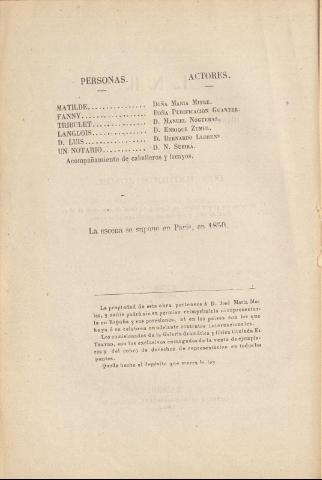 PERSONAS. ACTORES.
MATILDE............... DOÑA MARIA MITRE.
FANNY................. DOÑA PURIFICACION GUANTER.
TRIBULET.............. D. MANUEL NOGUERAS.
LANGLOIS.............. D. ENRIQUE ZUMEL.
D. LUIS............... D. BERNARDO LLORENS.
UN NOTARIO............ D. N. SUBIRÁ.
Acompañamiento de caballeros y lacayos.
La escena se supone en Paris, en 1850.
La propiedad de esta obra pertenece á D. José María Mo-
les, y nadie podrá sin su permiso reimprimirla ni representar-
la en España y sus posesiones, ni en los paises con los que
haya ó se celebren en adelante contratos internacionales.
Los comisionados de la Galeria dramática y lírica titulada EL
TEATRO, son los exclusivos encargados de la venta de ejempla-
res y del cobro de derechos de representacion en todos los
puntos.
Queda hecho el depósito que marca la ley.